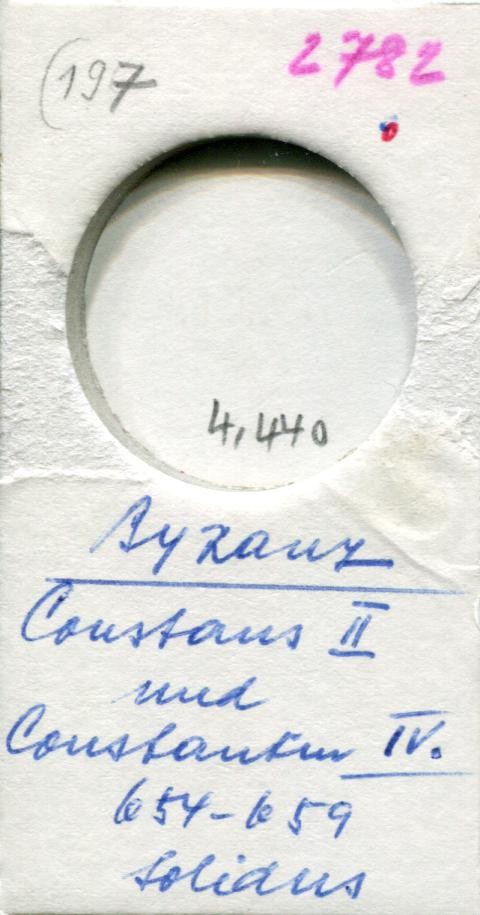 (197
2782
4,440
Byzanz
Constans II
und
Constantin IV.
654-659
Solidus